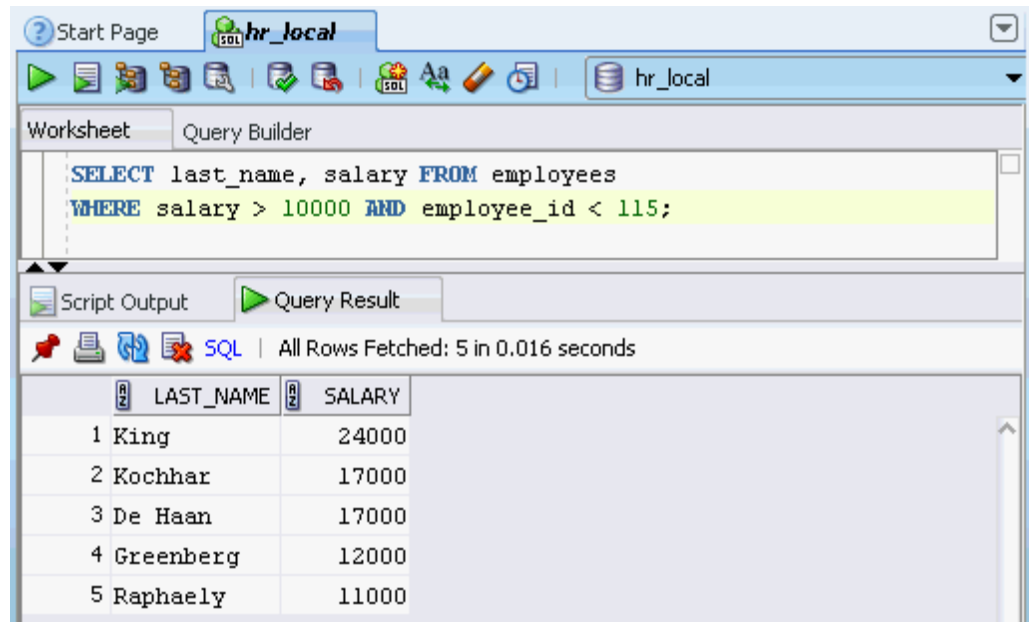 Start Page hr_local
SQL hr_local
Worksheet Query Builder
SELECT last_name, salary FROM employees
WHERE salary > 10000 AND employee_id < 115;
Script Output Query Result
SQL | All Rows Fetched: 5 in 0.016 seconds
LAST_NAME SALARY
1 King 24000
2 Kochhar 17000
3 De Haan 17000
4 Greenberg 12000
5 Raphaely 11000